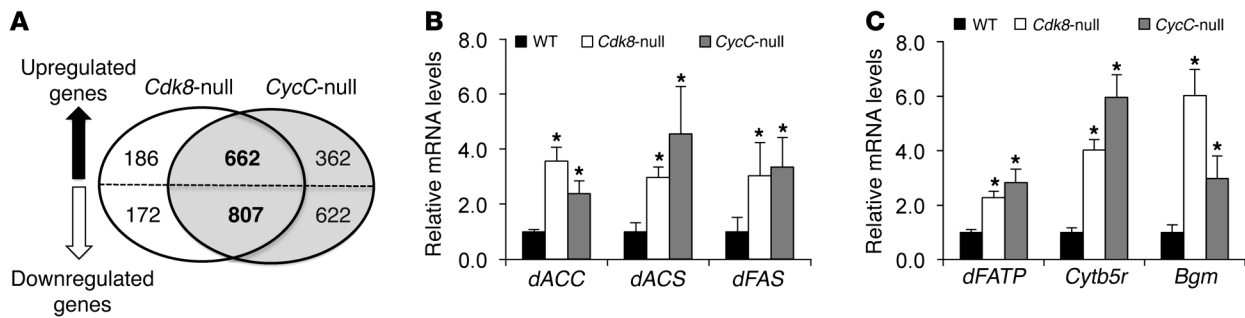 A
Upregulated
genes
Cdk8-null
CycC-null
186
662
362
172
807
622
Downregulated
genes
B
WT
Cdk8-null
CycC-null
Relative mRNA levels
8.0
6.0
4.0
2.0
0.0
*
*
*
*
*
*
dACC
dACS
dFAS
C
WT
Cdk8-null
CycC-null
Relative mRNA levels
8.0
6.0
4.0
2.0
0.0
*
*
*
*
*
*
dFATP
Cytb5r
Bgm